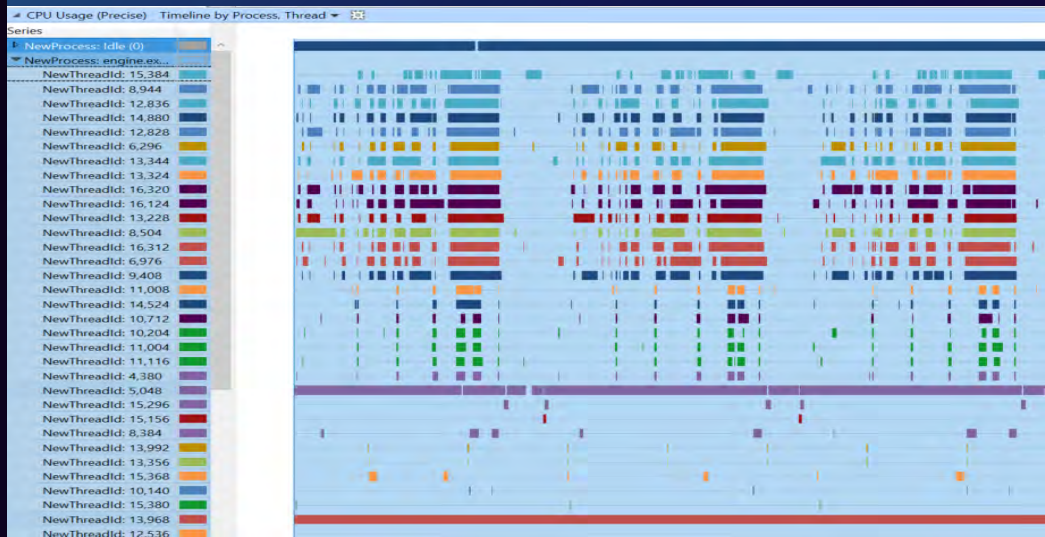 CPU Usage (Precise) Timeline by Process, Thread
Series
NewProcess: Idle (0)
NewProcess: engine.ex...
NewThreadId: 15,384
NewThreadId: 8,944
NewThreadId: 12,836
NewThreadId: 14,880
NewThreadId: 12,828
NewThreadId: 6,296
NewThreadId: 13,344
NewThreadId: 13,324
NewThreadId: 16,320
NewThreadId: 16,124
NewThreadId: 13,228
NewThreadId: 8,504
NewThreadId: 16,312
NewThreadId: 6,976
NewThreadId: 9,408
NewThreadId: 11,008
NewThreadId: 14,524
NewThreadId: 10,712
NewThreadId: 10,204
NewThreadId: 11,004
NewThreadId: 11,116
NewThreadId: 4,380
NewThreadId: 5,048
NewThreadId: 15,296
NewThreadId: 15,156
NewThreadId: 8,384
NewThreadId: 13,992
NewThreadId: 13,356
NewThreadId: 15,368
NewThreadId: 10,140
NewThreadId: 15,380
NewThreadId: 13,968
NewThreadId: 12,536